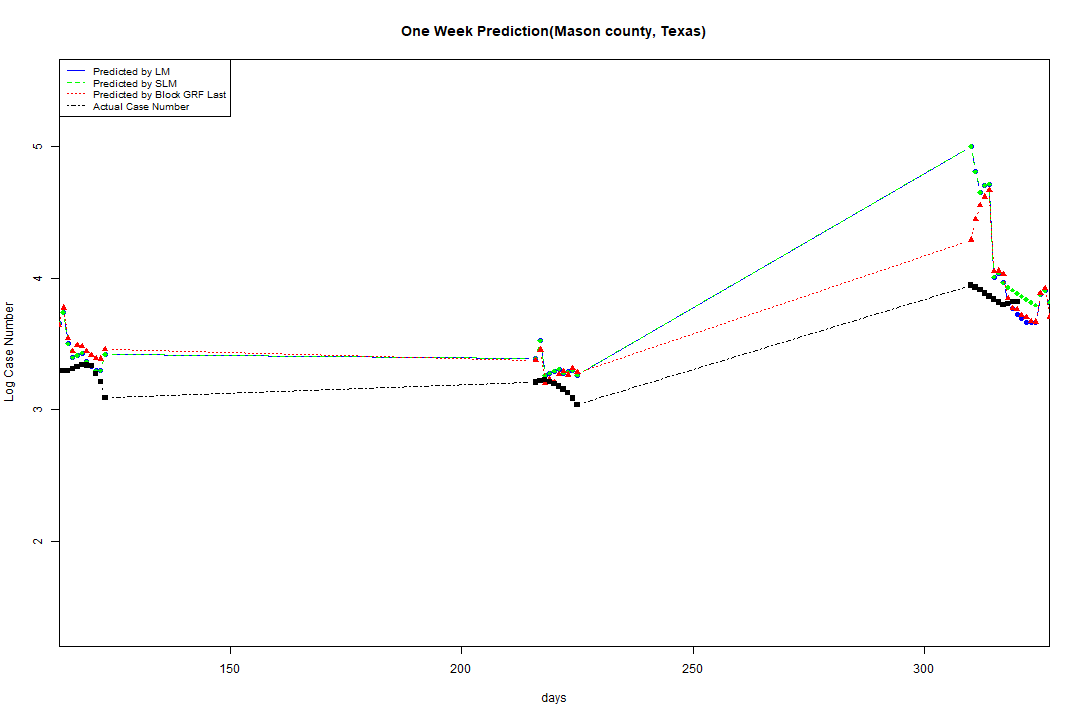 One Week Prediction(Mason county, Texas)
Predicted by LM
Predicted by SLM
Predicted by Block GRF Last
Actual Case Number
5
4
3
2
Log Case Number
150
200
250
300
days